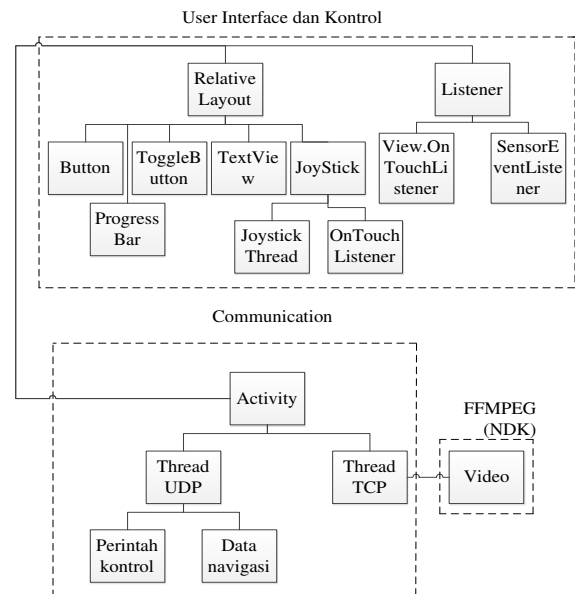 User Interface dan Kontrol
Relative
Layout
Listener
Button
ToggleB
utton
TextVie
w
JoyStick
View.On
TouchLi
stener
SensorE
ventListe
ner
Progress
Bar
Joystick
Thread
OnTouch
Listener
Communication
Activity
FFMPEG
(NDK)
Thread
UDP
Thread
TCP
Video
Perintah
kontrol
Data
navigasi